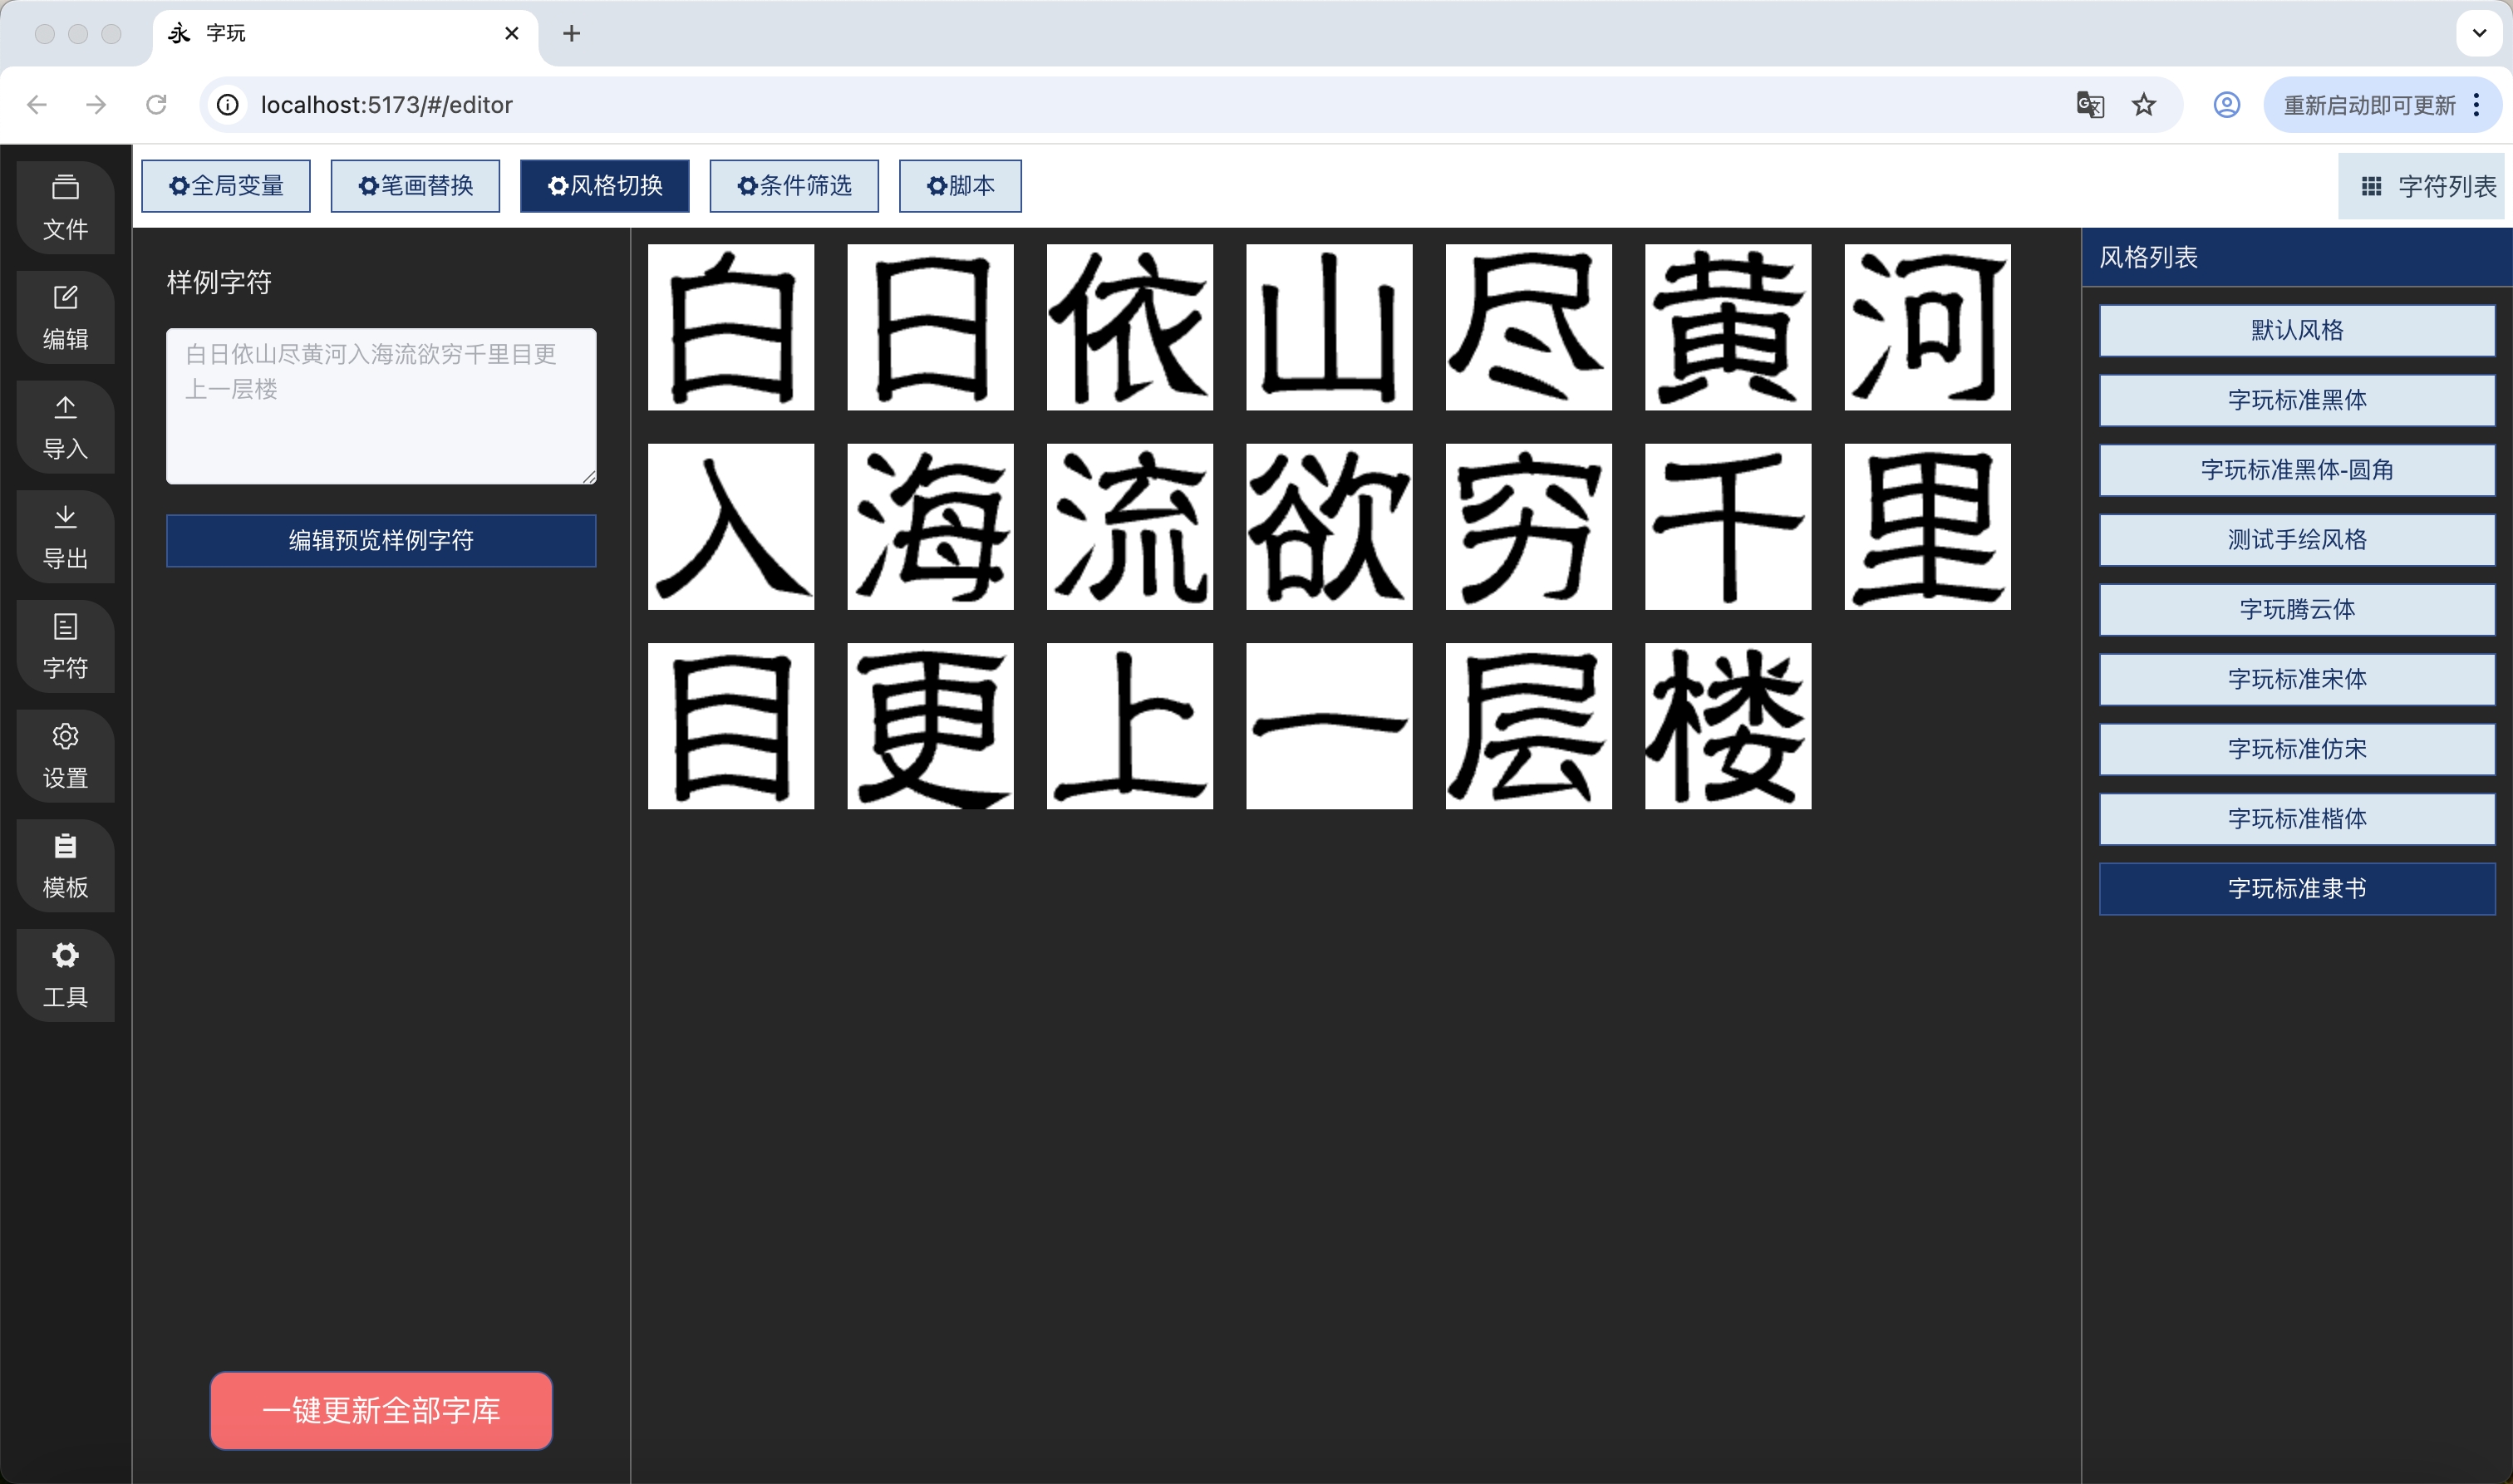 永 字玩
localhost:5173/#/editor
重新启动即可更新
文件
编辑
导入
导出
字符
设置
模板
工具
全局变量 笔画替换 风格切换 条件筛选 脚本
字符列表
样例字符
白日依山尽黄河入海流欲穷千里目更
上一层楼
编辑预览样例字符
一键更新全部字库
白日依山尽黄河
入海流欲穷千里
目更上一层楼
风格列表
默认风格
字玩标准黑体
字玩标准黑体-圆角
测试手绘风格
字玩腾云体
字玩标准宋体
字玩标准仿宋
字玩标准楷体
字玩标准隶书